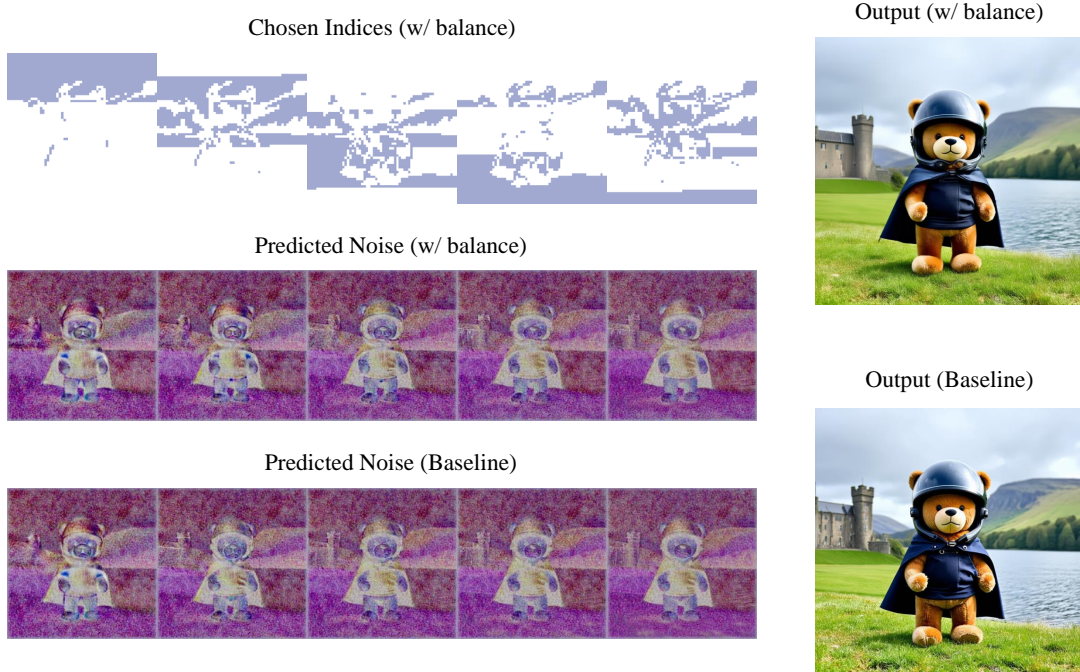 Chosen Indices (w/ balance)
Output (w/ balance)
Predicted Noise (w/ balance)
Output (Baseline)
Predicted Noise (Baseline)